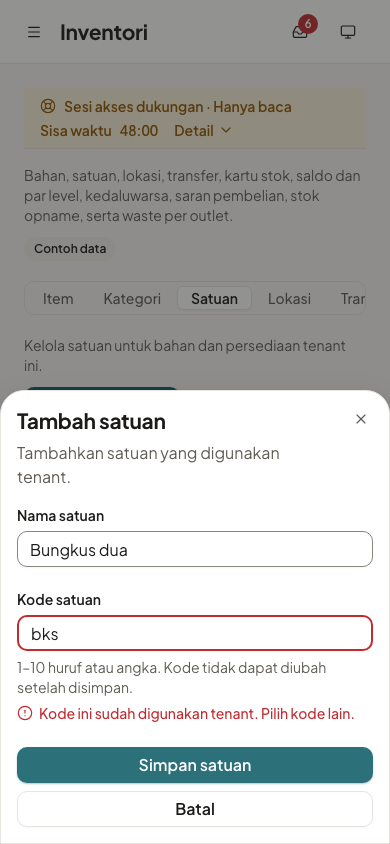 Inventori
6
Sesi akses dukungan · Hanya baca
Sisa waktu 48:00 Detail
Bahan, satuan, lokasi, transfer, kartu stok, saldo dan
par level, kedaluwarsa, saran pembelian, stok
opname, serta waste per outlet.
Contoh data
Item Kategori Satuan Lokasi Tran
Kelola satuan untuk bahan dan persediaan tenant
ini.
Tambah satuan
Tambahkan satuan yang digunakan
tenant.
Nama satuan
Bungkus dua
Kode satuan
bks
1–10 huruf atau angka. Kode tidak dapat diubah
setelah disimpan.
Kode ini sudah digunakan tenant. Pilih kode lain.
Simpan satuan
Batal